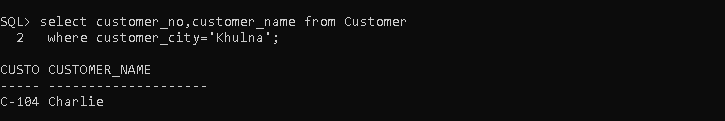 SQL> select customer_no,customer_name from Customer
  2  where customer_city='Khulna';
CUSTO CUSTOMER_NAME
----- --------------------
C-104 Charlie